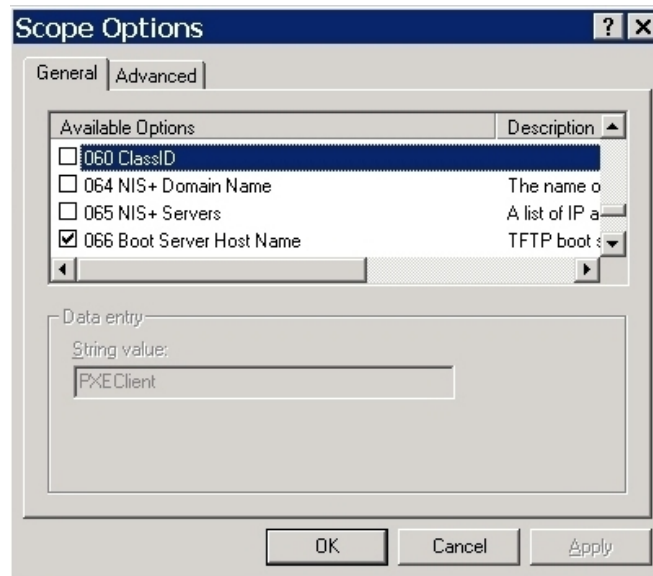 Scope Options
General Advanced
Available Options Description
060 ClassID
064 NIS+ Domain Name The name o
065 NIS+ Servers A list of IP a
066 Boot Server Host Name TFTP boot s
Data entry
String value:
PXEClient
OK Cancel Apply